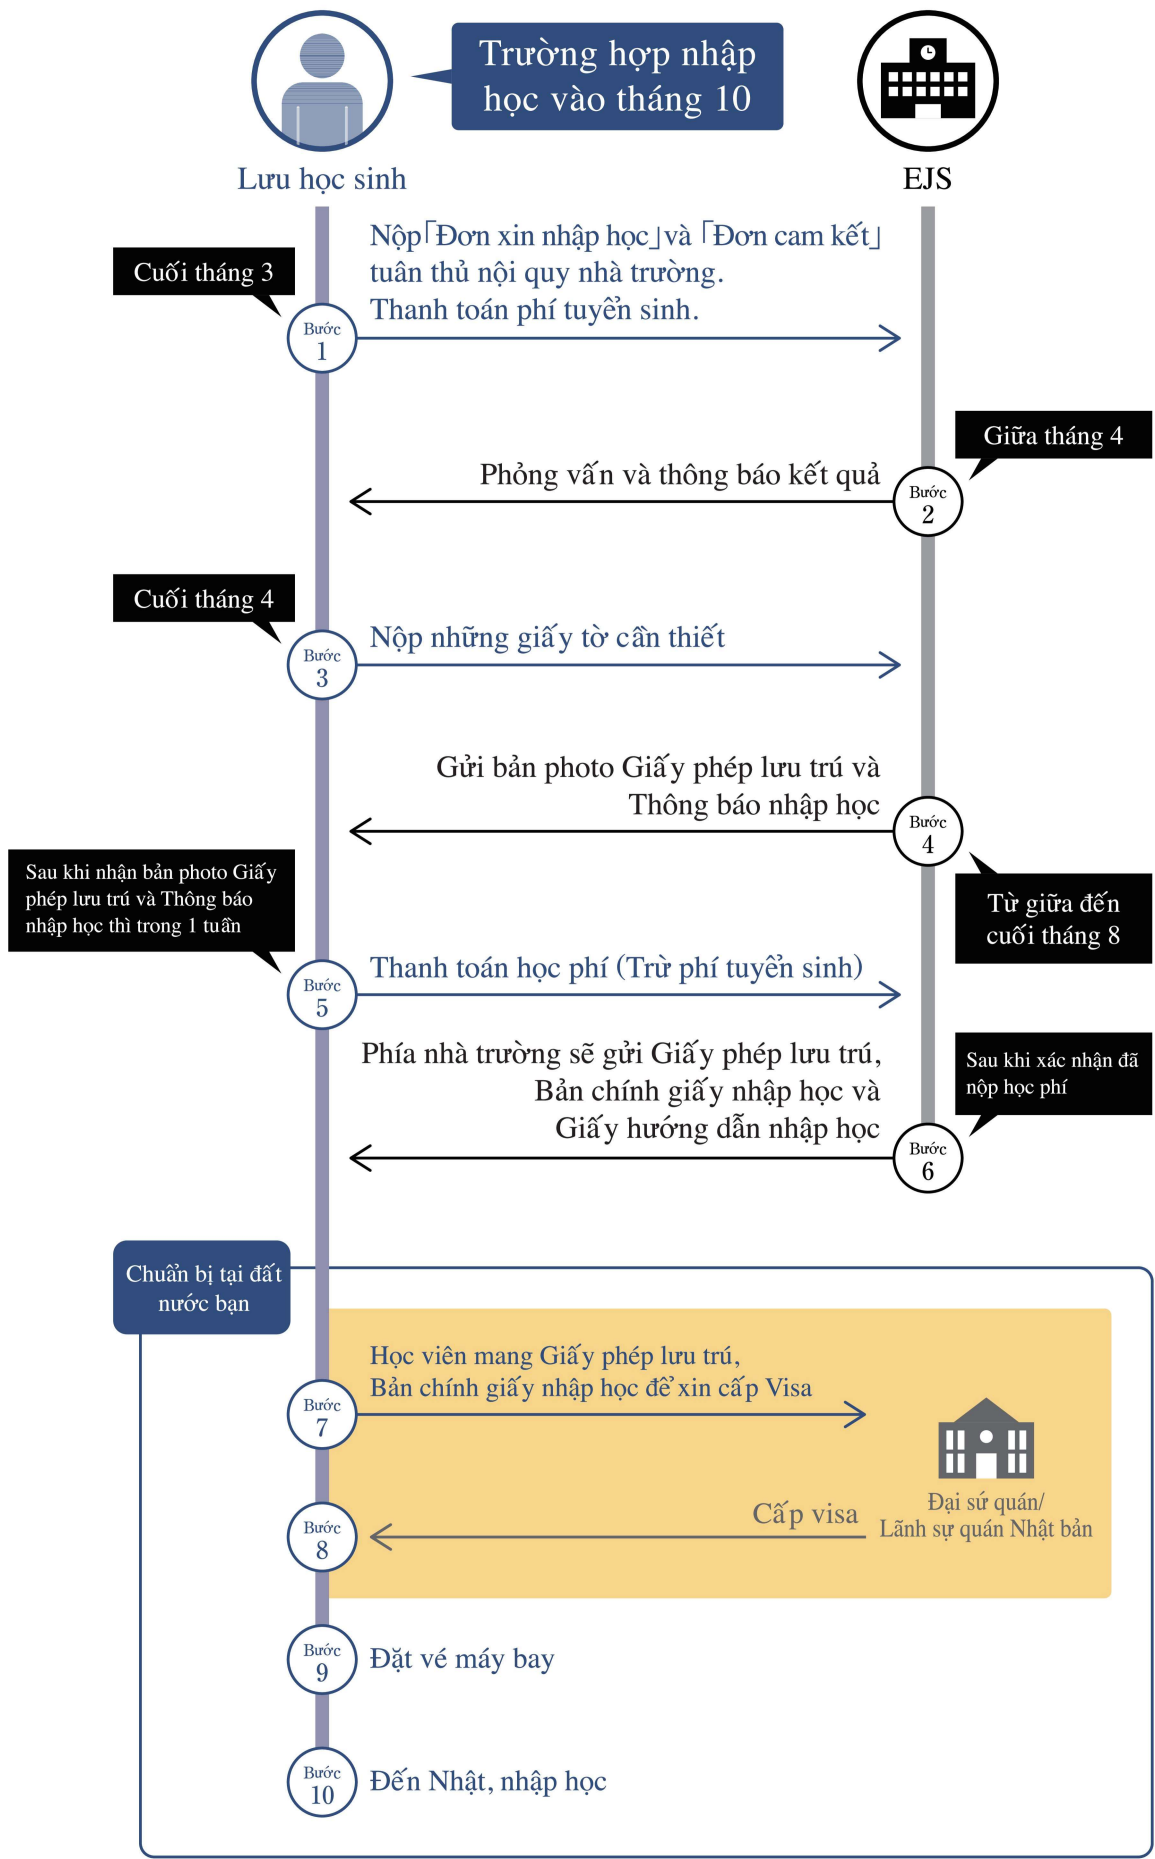 Trường hợp nhập
học vào tháng 10
Lưu học sinh
EJS
Cuối tháng 3
Nộp「Đơn xin nhập học」và「Đơn cam kết」
tuân thủ nội quy nhà trường.
Thanh toán phí tuyển sinh.
Bước
1
Giữa tháng 4
Phỏng vấn và thông báo kết quả
Bước
2
Cuối tháng 4
Nộp những giấy tờ cần thiết
Bước
3
Gửi bản photo Giấy phép lưu trú và
Thông báo nhập học
Bước
4
Từ giữa đến
cuối tháng 8
Sau khi nhận bản photo Giấy
phép lưu trú và Thông báo
nhập học thì trong 1 tuần
Thanh toán học phí (Trừ phí tuyển sinh)
Bước
5
Phía nhà trường sẽ gửi Giấy phép lưu trú,
Bản chính giấy nhập học và
Giấy hướng dẫn nhập học
Sau khi xác nhận đã
nộp học phí
Bước
6
Chuẩn bị tại đất
nước bạn
Học viên mang Giấy phép lưu trú,
Bản chính giấy nhập học để xin cấp Visa
Bước
7
Đại sứ quán/
Lãnh sự quán Nhật bản
Cấp visa
Bước
8
Bước
9
Đặt vé máy bay
Bước
10
Đến Nhật, nhập học